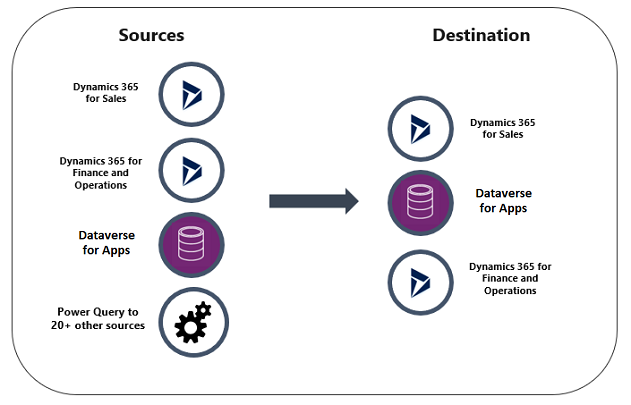 Sources
Dynamics 365
for Sales
Dynamics 365 for
Finance and
Operations
Dataverse
for Apps
Power Query to
20+ other sources
Destination
Dynamics 365
for Sales
Dataverse
for Apps
Dynamics 365 for
Finance and
Operations